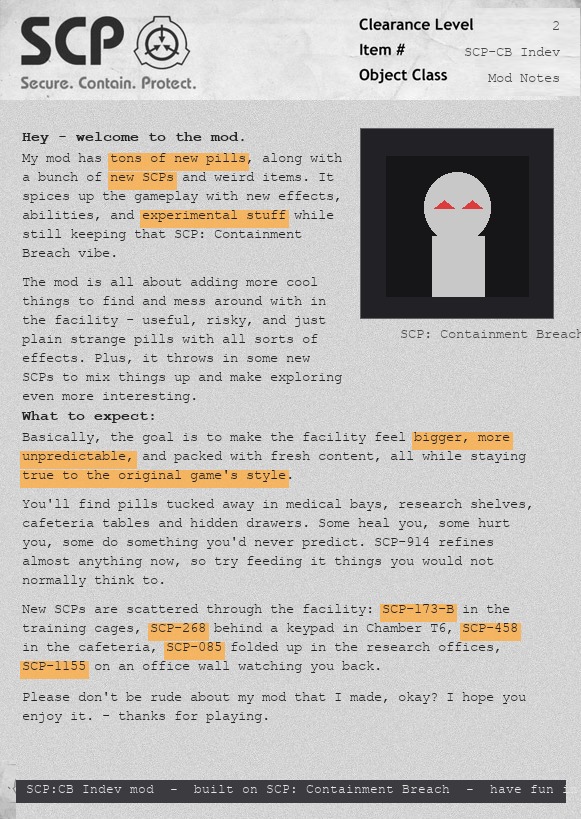 SCP
Secure. Contain. Protect.
Clearance Level 2
Item # SCP-CB Indev
Object Class Mod Notes
Hey - welcome to the mod.
My mod has tons of new pills, along with
a bunch of new SCPs and weird items. It
spices up the gameplay with new effects,
abilities, and experimental stuff while
still keeping that SCP: Containment
Breach vibe.
The mod is all about adding more cool
things to find and mess around with in
the facility - useful, risky, and just
plain strange pills with all sorts of
effects. Plus, it throws in some new
SCPs to mix things up and make exploring
even more interesting.
SCP: Containment Breach
What to expect:
Basically, the goal is to make the facility feel bigger, more
unpredictable, and packed with fresh content, all while staying
true to the original game's style.
You'll find pills tucked away in medical bays, research shelves,
cafeteria tables and hidden drawers. Some heal you, some hurt
you, some do something you'd never predict. SCP-914 refines
almost anything now, so try feeding it things you would not
normally think to.
New SCPs are scattered through the facility: SCP-173-B in the
training cages, SCP-268 behind a keypad in Chamber T6, SCP-458
in the cafeteria, SCP-085 folded up in the research offices,
SCP-1155 on an office wall watching you back.
Please don't be rude about my mod that I made, okay? I hope you
enjoy it. - thanks for playing.
SCP:CB Indev mod - built on SCP: Containment Breach - have fun in